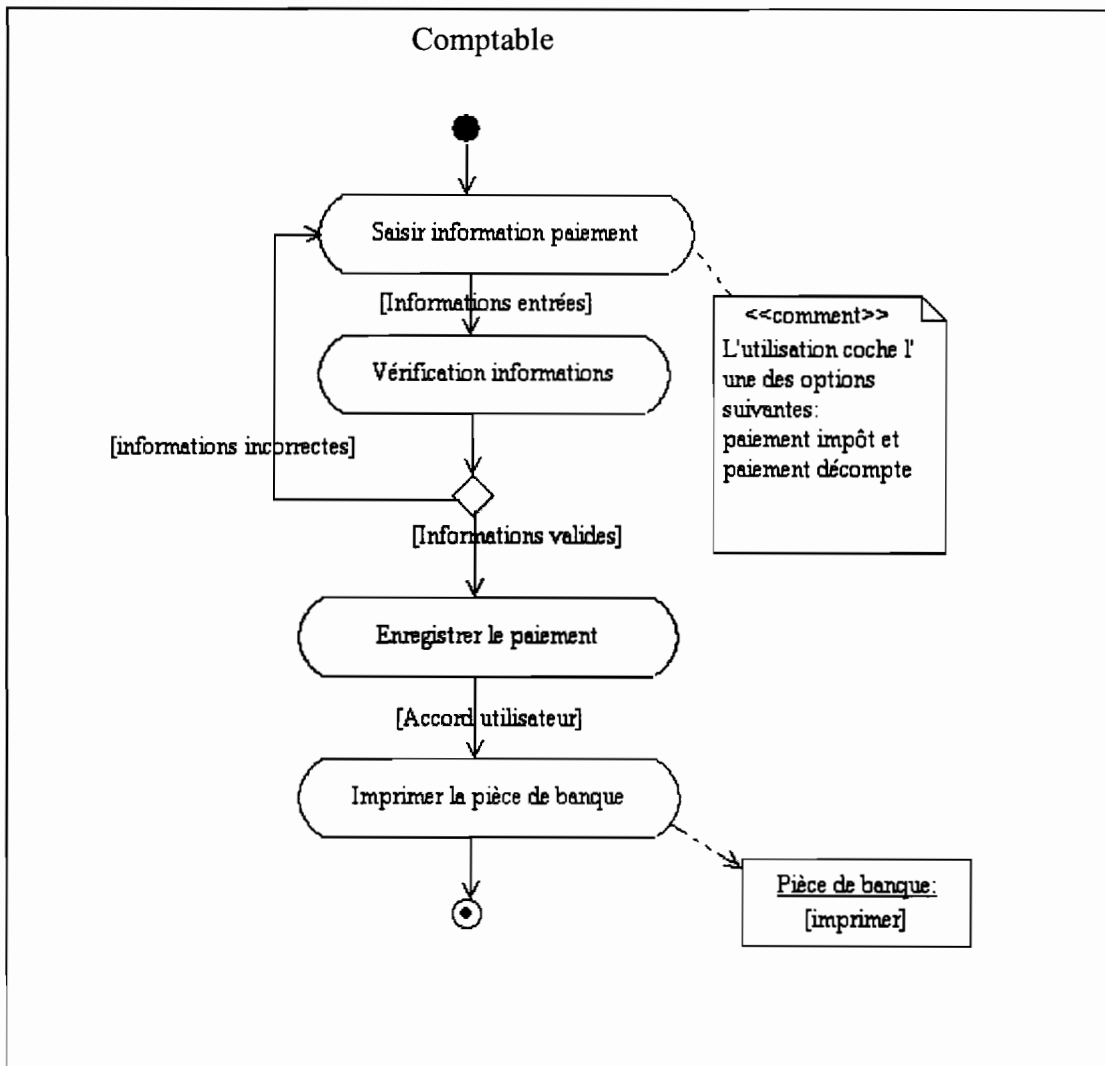 Comptable
Saisir information paiement
[Informations entrées]
<<comment>>
L'utilisation coche l'
une des options
suivantes:
paiement impôt et
paiement décompte
Vérification informations
[informations incorrectes]
[Informations valides]
Enregistrer le paiement
[Accord utilisateur]
Imprimer la pièce de banque
Pièce de banque:
[imprimer]